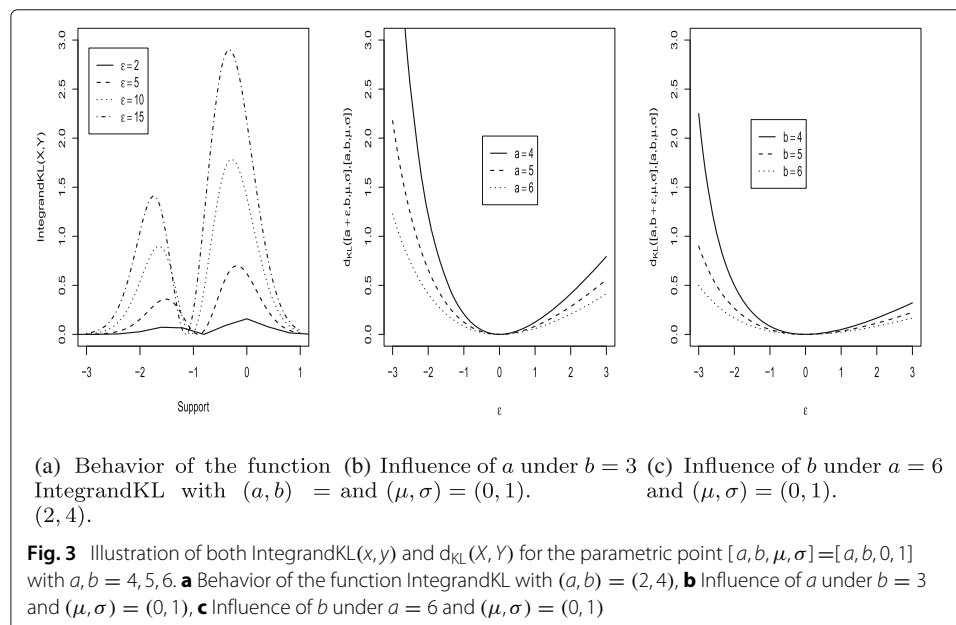 3.0
2.5
2.0
1.5
1.0
0.5
0.0
IntegrandKL(X,Y)
ε=2
ε=5
ε=10
ε=15
−3 −2 −1 0 1
Support
3.0
2.5
2.0
1.5
1.0
0.5
0.0
dKL([a+ε,b,μ,σ],[a,b,μ,σ])
a=4
a=5
a=6
−3 −2 −1 0 1 2 3
ε
3.0
2.5
2.0
1.5
1.0
0.5
0.0
dKL([a,b+ε,μ,σ],[a,b,μ,σ])
b=4
b=5
b=6
−3 −2 −1 0 1 2 3
ε
(a) Behavior of the function
IntegrandKL with (a, b) =
(2, 4).
(b) Influence of a under b = 3
and (μ, σ) = (0, 1).
(c) Influence of b under a = 6
and (μ, σ) = (0, 1).
Fig. 3 Illustration of both IntegrandKL(x, y) and dKL(X, Y) for the parametric point [a, b, μ, σ]=[a, b, 0, 1]
with a, b = 4, 5, 6. a Behavior of the function IntegrandKL with (a, b) = (2, 4), b Influence of a under b = 3
and (μ, σ) = (0, 1), c Influence of b under a = 6 and (μ, σ) = (0, 1)